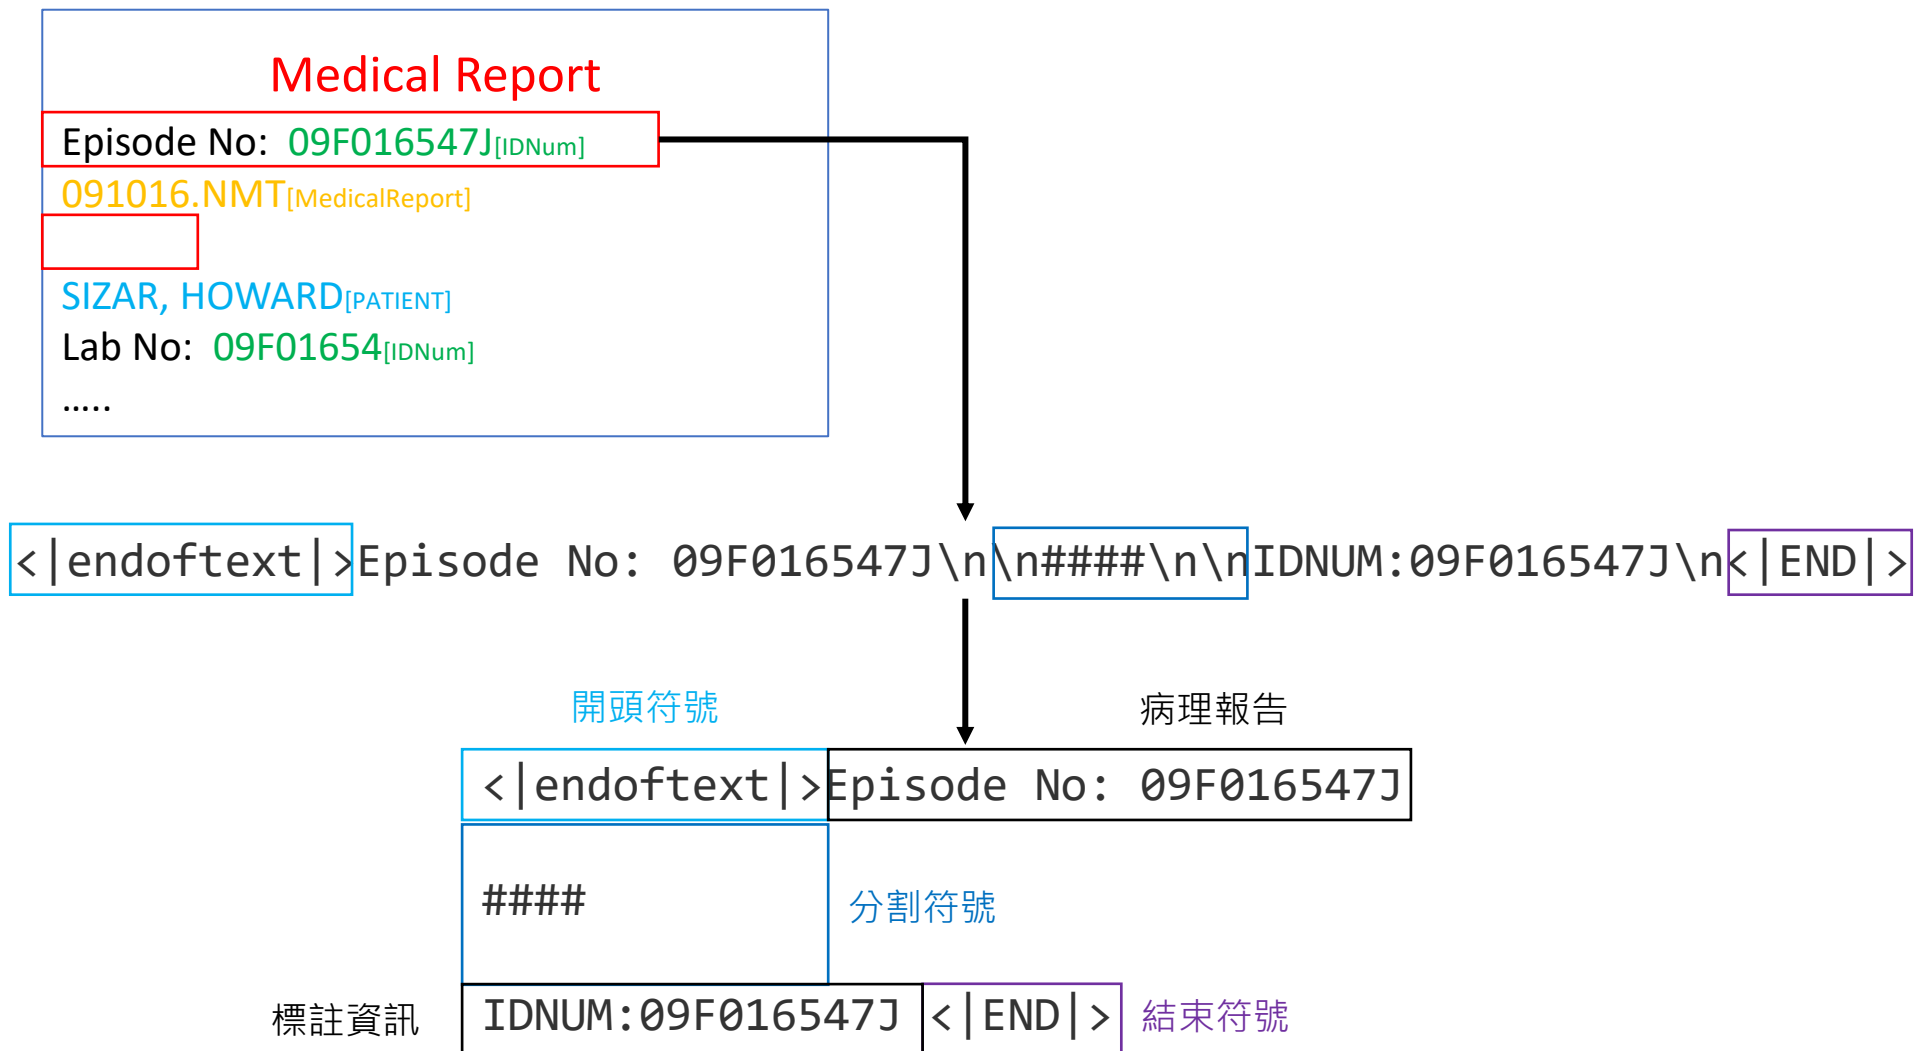 Medical Report
Episode No: 09F016547J[IDNum]
091016.NMT[MedicalReport]
SIZAR, HOWARD[PATIENT]
Lab No: 09F01654[IDNum]
.....
<|endoftext|>Episode No: 09F016547J\n\n####\n\nIDNUM:09F016547J\n<|END|>
開頭符號 病理報告
<|endoftext|>Episode No: 09F016547J
#### 分割符號
標註資訊 IDNUM:09F016547J <|END|> 結束符號